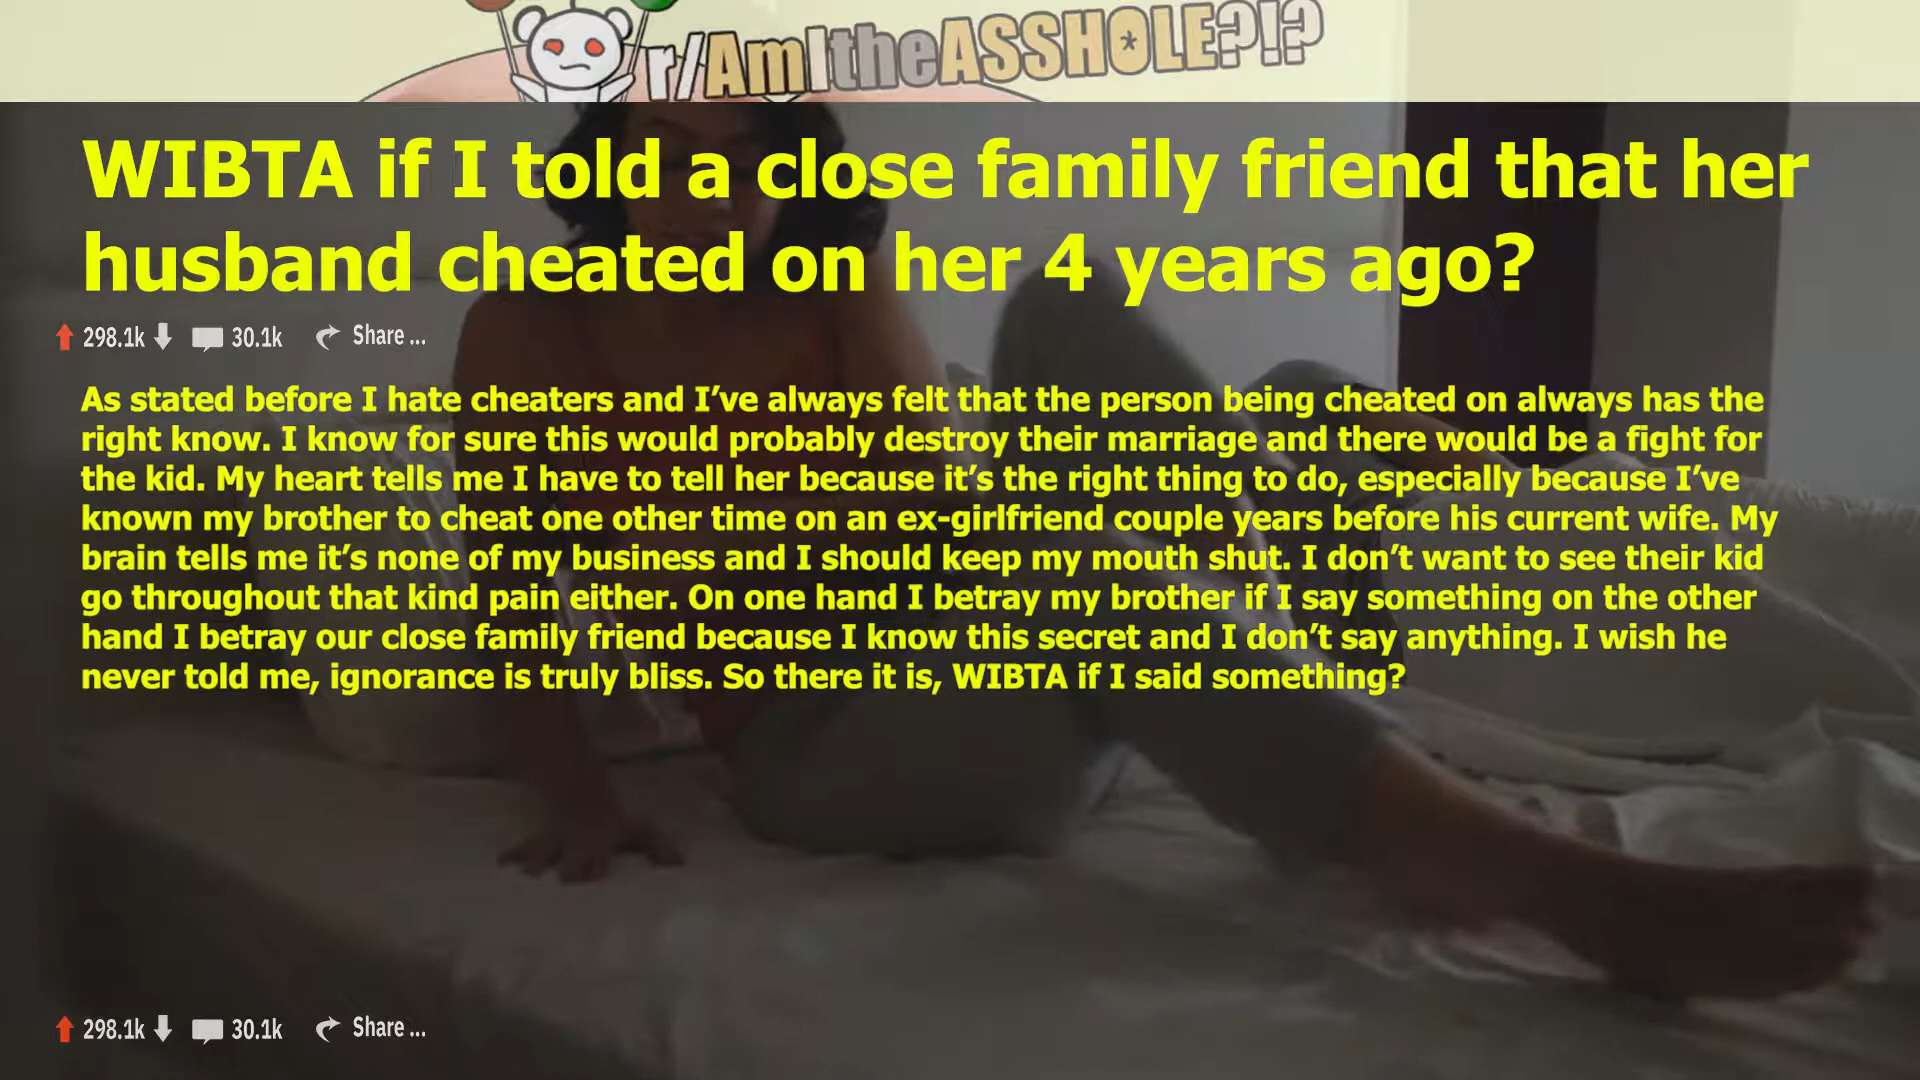 r/AmItheASSH*LE?!?
WIBTA if I told a close family friend that her
husband cheated on her 4 years ago?
298.1k 30.1k Share ...
As stated before I hate cheaters and I’ve always felt that the person being cheated on always has the
right know. I know for sure this would probably destroy their marriage and there would be a fight for
the kid. My heart tells me I have to tell her because it’s the right thing to do, especially because I’ve
known my brother to cheat one other time on an ex-girlfriend couple years before his current wife. My
brain tells me it’s none of my business and I should keep my mouth shut. I don’t want to see their kid
go throughout that kind pain either. On one hand I betray my brother if I say something on the other
hand I betray our close family friend because I know this secret and I don’t say anything. I wish he
never told me, ignorance is truly bliss. So there it is, WIBTA if I said something?
298.1k 30.1k Share ...